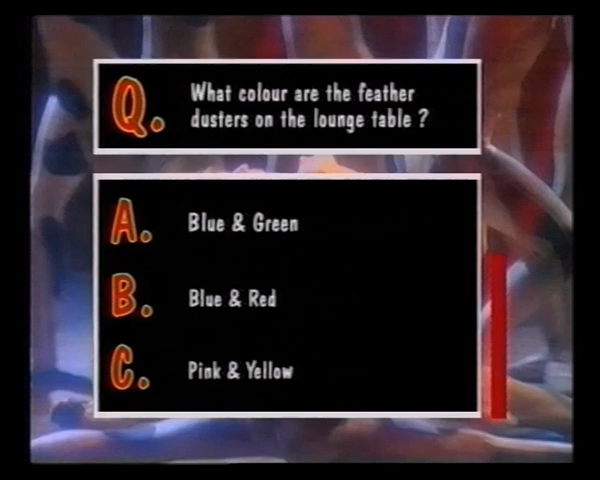 Q. What colour are the feather
dusters on the lounge table ?
A. Blue & Green
B. Blue & Red
C. Pink & Yellow